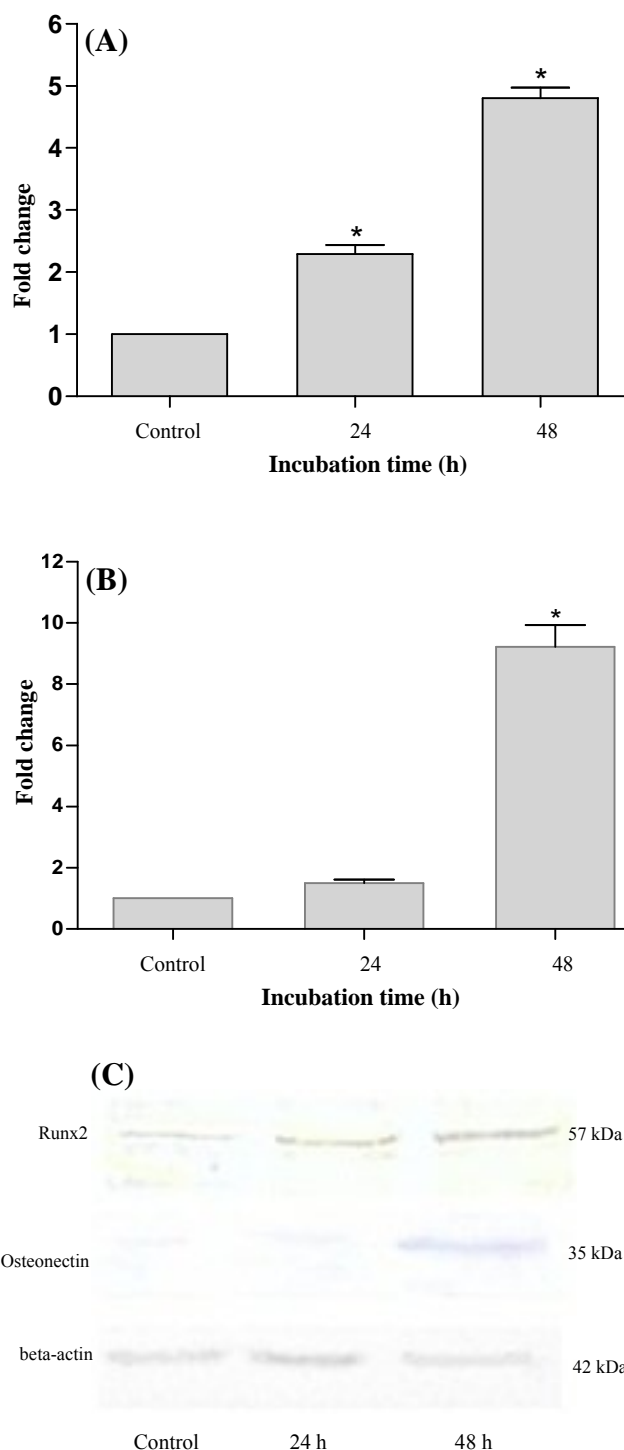 (A)
6
5
4
3
2
1
0
Fold change
*
*
Control 24 48
Incubation time (h)
(B)
12
10
8
6
4
2
0
Fold change
*
Control 24 48
Incubation time (h)
(C)
Runx2 57 kDa
Osteonectin 35 kDa
beta-actin 42 kDa
Control 24 h 48 h